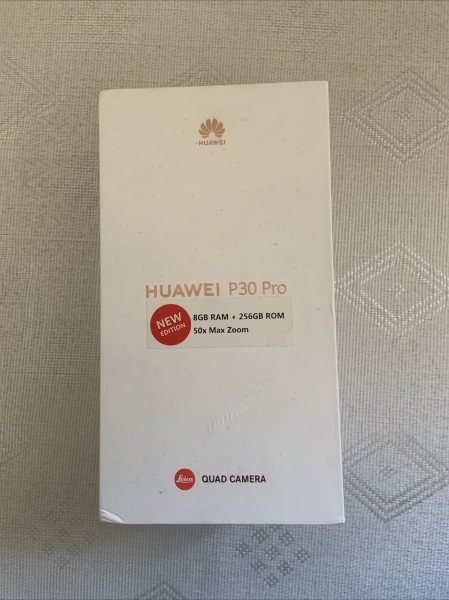 HUAWEI
HUAWEI P30 Pro
NEW
EDITION
8GB RAM + 256GB ROM
50x Max Zoom
Leica
QUAD CAMERA